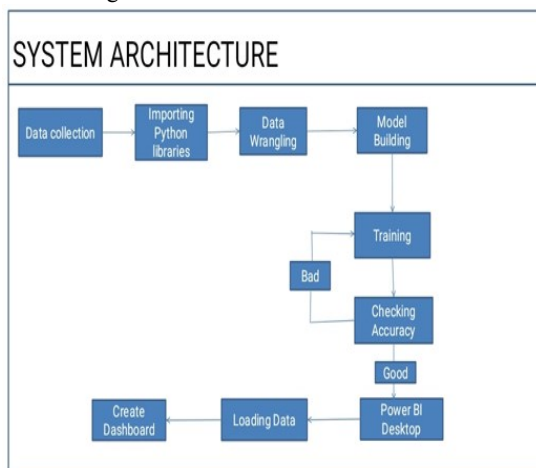 SYSTEM ARCHITECTURE
Data collection
Importing
Python
libraries
Data
Wrangling
Model
Building
Training
Bad
Checking
Accuracy
Good
Power BI
Desktop
Loading Data
Create
Dashboard